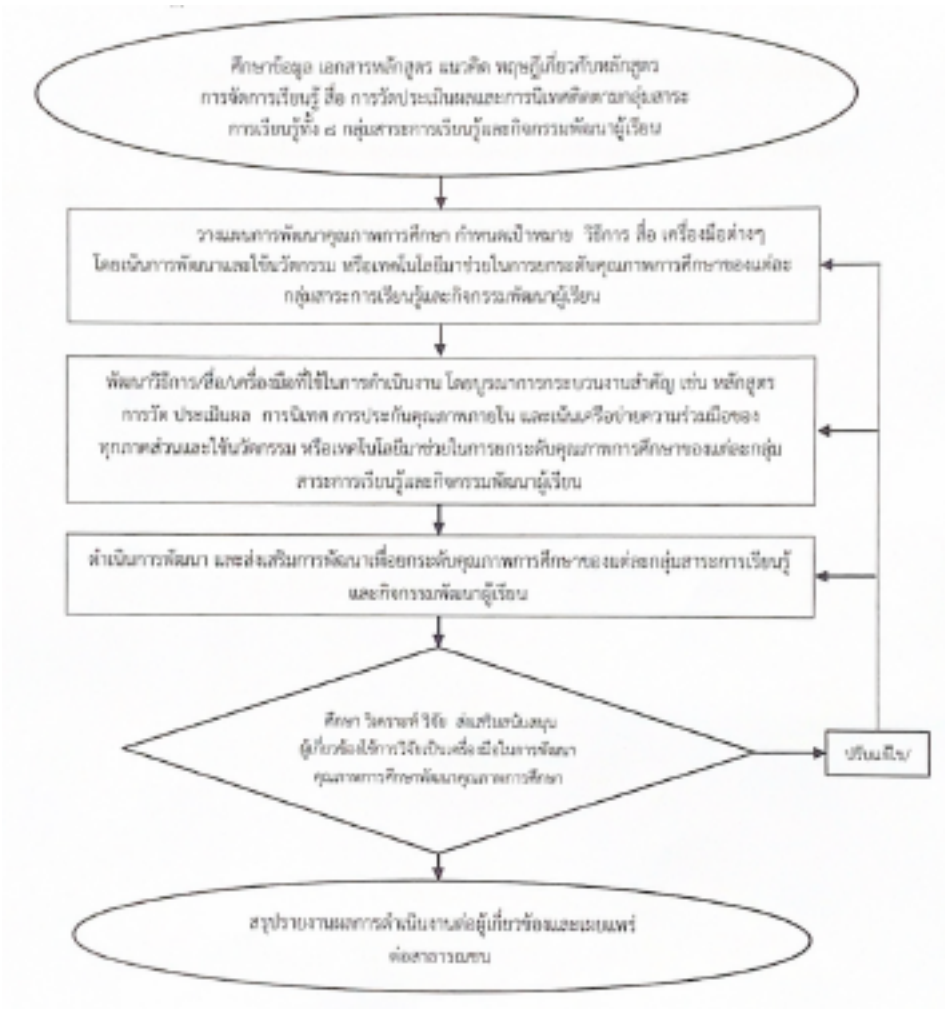 ศึกษาข้อมูล เอกสารหลักสูตร แนวคิด ทฤษฎีเกี่ยวกับหลักสูตร
การจัดการเรียนรู้ สื่อ การวัดประเมินผลและการนิเทศติดตามกลุ่มสาระ
การเรียนรู้ทั้ง ๘ กลุ่มสาระการเรียนรู้และกิจกรรมพัฒนาผู้เรียน
วางแผนการพัฒนาคุณภาพการศึกษา กำหนดเป้าหมาย วิธีการ สื่อ เครื่องมือต่างๆ
โดยเน้นการพัฒนาและใช้นวัตกรรม หรือเทคโนโลยีมาช่วยในการยกระดับคุณภาพการศึกษาของแต่ละ
กลุ่มสาระการเรียนรู้และกิจกรรมพัฒนาผู้เรียน
พัฒนาวิธีการ/สื่อ/เครื่องมือที่ใช้ในการดำเนินงาน โดยบูรณาการกระบวนงานสำคัญ เช่น หลักสูตร
การวัด ประเมินผล การนิเทศ การประกันคุณภาพภายใน และเน้นเครือข่ายความร่วมมือของ
ทุกภาคส่วนและใช้นวัตกรรม หรือเทคโนโลยีมาช่วยในการยกระดับคุณภาพการศึกษาของแต่ละกลุ่ม
สาระการเรียนรู้และกิจกรรมพัฒนาผู้เรียน
ดำเนินการพัฒนา และส่งเสริมการพัฒนาเพื่อยกระดับคุณภาพการศึกษาของแต่ละกลุ่มสาระการเรียนรู้
และกิจกรรมพัฒนาผู้เรียน
ศึกษา วิเคราะห์ วิจัย ส่งเสริมสนับสนุน
ผู้เกี่ยวข้องใช้การวิจัยเป็นเครื่องมือในการพัฒนา
คุณภาพการศึกษาพัฒนาคุณภาพการศึกษา
ปรับแก้ไข/
สรุปรายงานผลการดำเนินงานต่อผู้เกี่ยวข้องและเผยแพร่
ต่อสาธารณชน